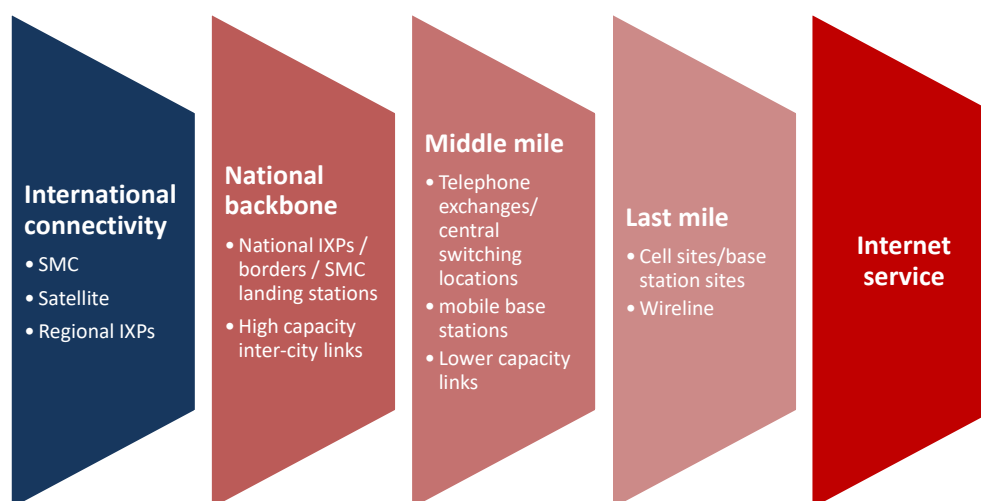 International
connectivity
• SMC
• Satellite
• Regional IXPs
National
backbone
• National IXPs /
borders / SMC
landing stations
• High capacity
inter-city links
Middle mile
• Telephone
exchanges/
central
switching
locations
• mobile base
stations
• Lower capacity
links
Last mile
• Cell sites/base
station sites
• Wireline
Internet
service